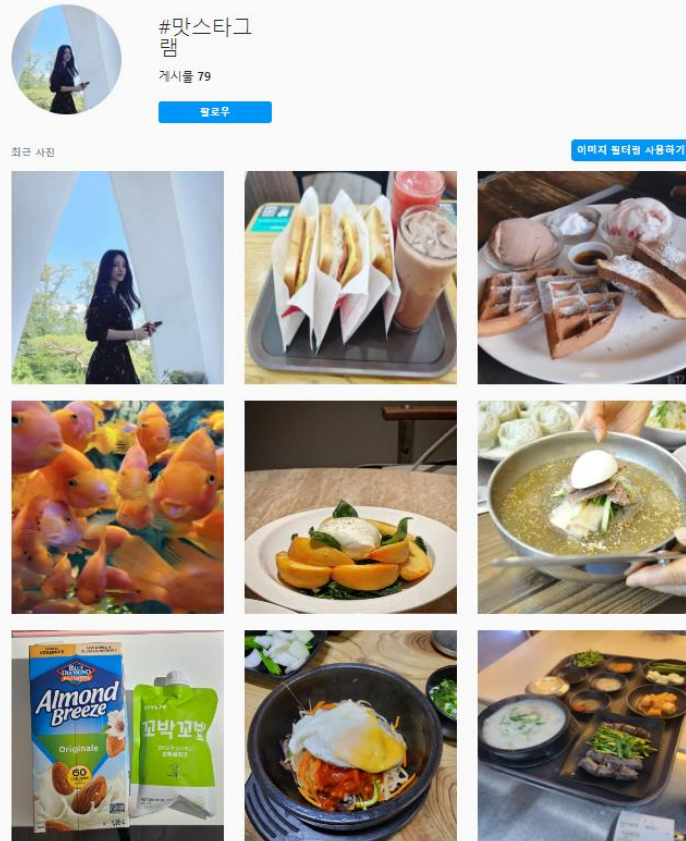 #맛스타그
램
게시물 79
팔로우
최근 사진
이미지 필터링 사용하기
BLUE
DIAMOND
Almond
Breeze
Originale
60
꼬박꼬밥